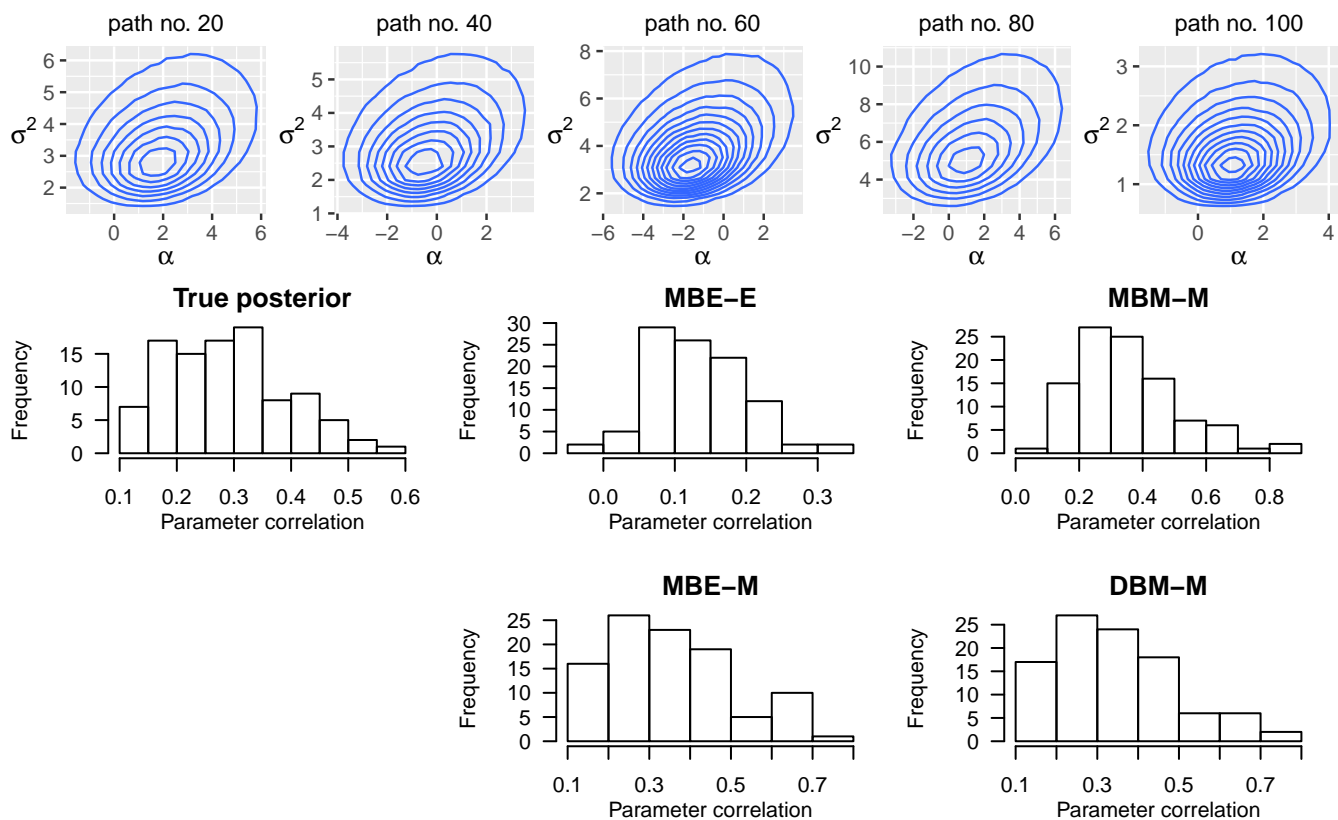 path no. 20
path no. 40
path no. 60
path no. 80
path no. 100
6
5
4
3
2
σ²
0 2 4 6
α
5
4
3
2
1
σ²
−4 −2 0 2
α
8
6
4
2
σ²
−6 −4 −2 0 2
α
10
8
6
4
σ²
−2 0 2 4 6
α
3
2
1
σ²
0 2 4
α
True posterior
Frequency
15
10
5
0
0.1 0.2 0.3 0.4 0.5 0.6
Parameter correlation
MBE−E
Frequency
30
25
20
15
10
5
0
0.0 0.1 0.2 0.3
Parameter correlation
MBM−M
Frequency
25
20
15
10
5
0
0.0 0.2 0.4 0.6 0.8
Parameter correlation
MBE−M
Frequency
25
20
15
10
5
0
0.1 0.3 0.5 0.7
Parameter correlation
DBM−M
Frequency
25
20
15
10
5
0
0.1 0.3 0.5 0.7
Parameter correlation